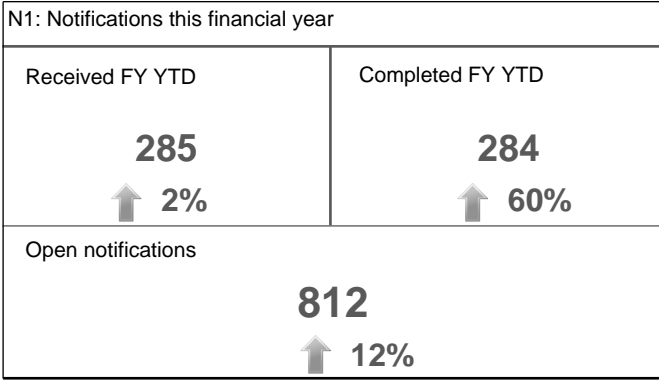 N1: Notifications this financial year
Received FY YTD
285
2%
Completed FY YTD
284
60%
Open notifications
812
12%